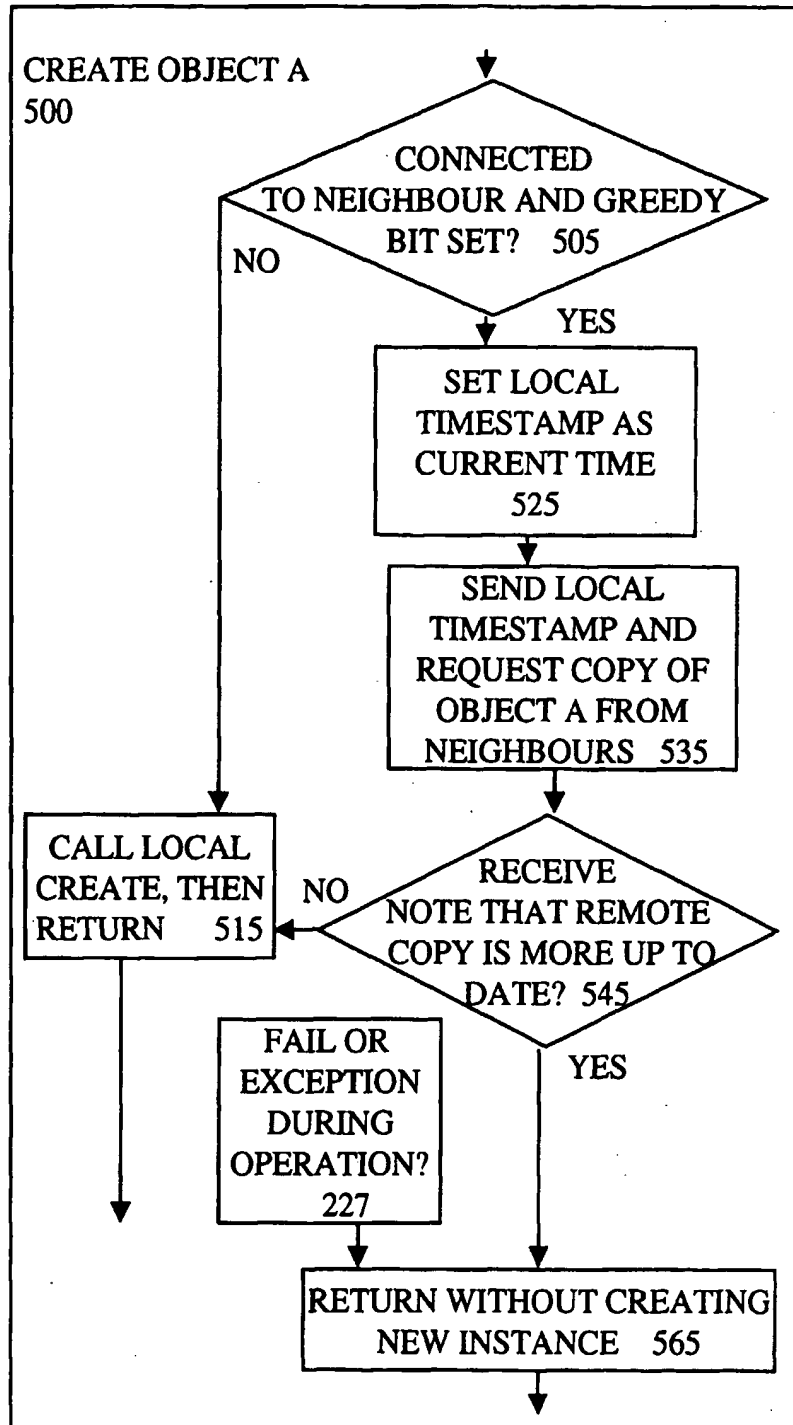 CREATE OBJECT A
500
CONNECTED
TO NEIGHBOUR AND GREEDY
BIT SET? 505
NO
YES
SET LOCAL
TIMESTAMP AS
CURRENT TIME
525
SEND LOCAL
TIMESTAMP AND
REQUEST COPY OF
OBJECT A FROM
NEIGHBOURS 535
CALL LOCAL
CREATE, THEN
RETURN 515
NO
RECEIVE
NOTE THAT REMOTE
COPY IS MORE UP TO
DATE? 545
YES
FAIL OR
EXCEPTION
DURING
OPERATION?
227
RETURN WITHOUT CREATING
NEW INSTANCE 565